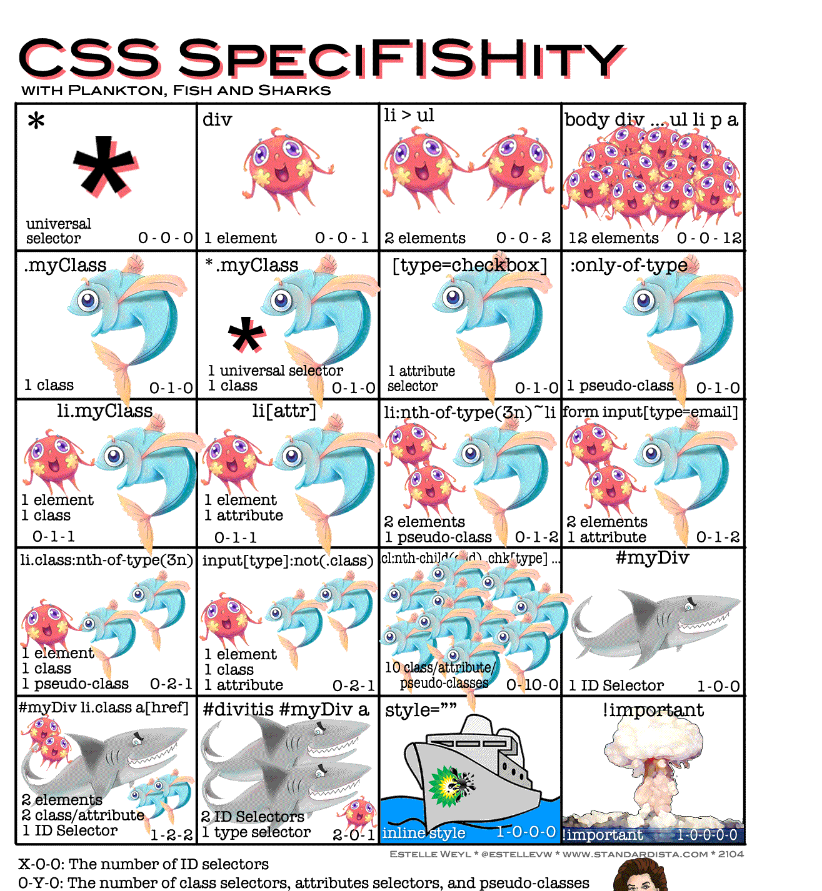 CSS SpeciFISHity
with Plankton, Fish and Sharks
*
*
universal
selector
0-0-0
div
1 element
0-0-1
li > ul
2 elements
0-0-2
body div ... ul li p a
12 elements
0-0-12
.myClass
1 class
0-1-0
*.myClass
*
1 universal selector
1 class
0-1-0
[type=checkbox]
1 attribute
selector
0-1-0
:only-of-type
1 pseudo-class
0-1-0
li.myClass
1 element
1 class
0-1-1
li[attr]
1 element
1 attribute
0-1-1
li:nth-of-type(3n)~li
2 elements
1 pseudo-class
0-1-2
form input[type=email]
2 elements
1 attribute
0-1-2
li.class:nth-of-type(3n)
1 element
1 class
1 pseudo-class
0-2-1
input[type]:not(.class)
1 element
1 class
1 attribute
0-2-1
cl:nth-child(odd) chk[type] ...
10 class/attribute/
pseudo-classes
0-10-0
#myDiv
1 ID Selector
1-0-0
#myDiv li.class a[href]
2 elements
2 class/attribute
1 ID Selector
1-2-2
#divitis #myDiv a
2 ID Selectors
1 type selector
2-0-1
style=""
inline style
1-0-0-0
!important
!important
1-0-0-0-0
Estelle Weyl * @estellevw * www.standardista.com * 2104
X-0-0: The number of ID selectors
0-Y-0: The number of class selectors, attributes selectors, and pseudo-classes